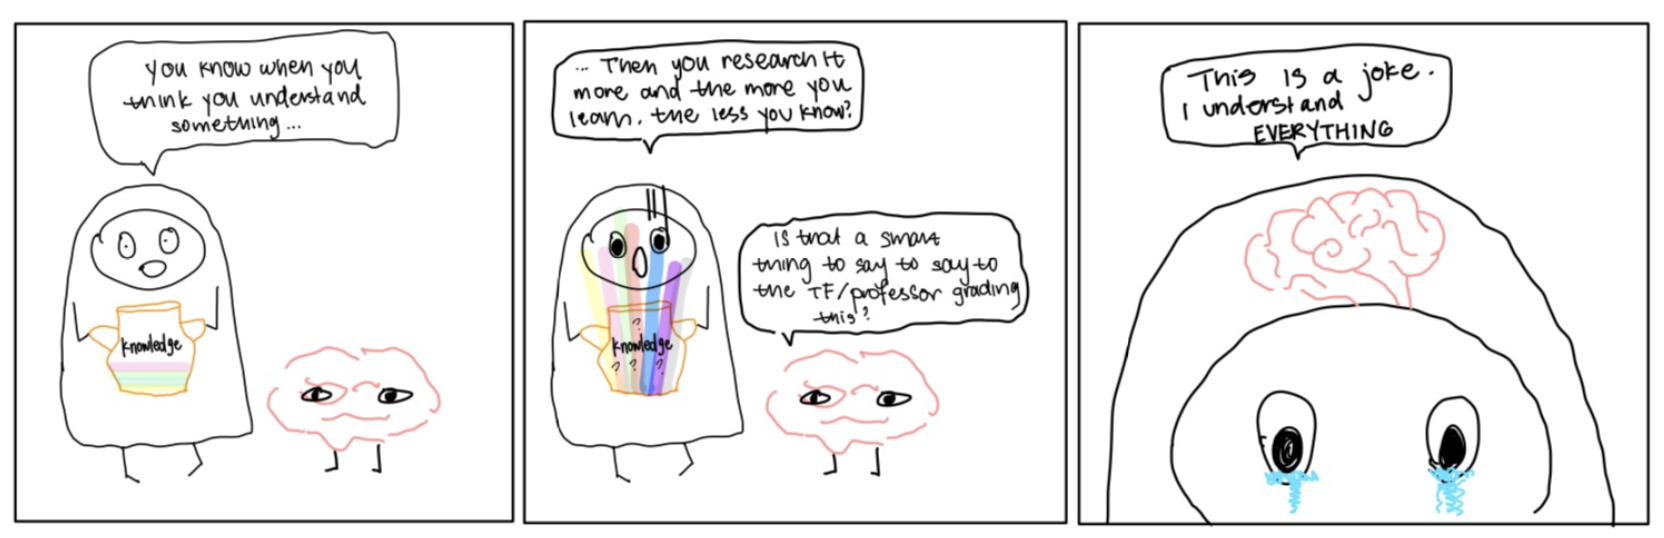 You know when you
think you understand
something...
knowledge
... Then you research it
more and the more you
learn, the less you know?
Is that a smart
thing to say to say to
the TF/professor grading
this?
?
knowledge
? ? ?
This is a joke.
I understand
EVERYTHING